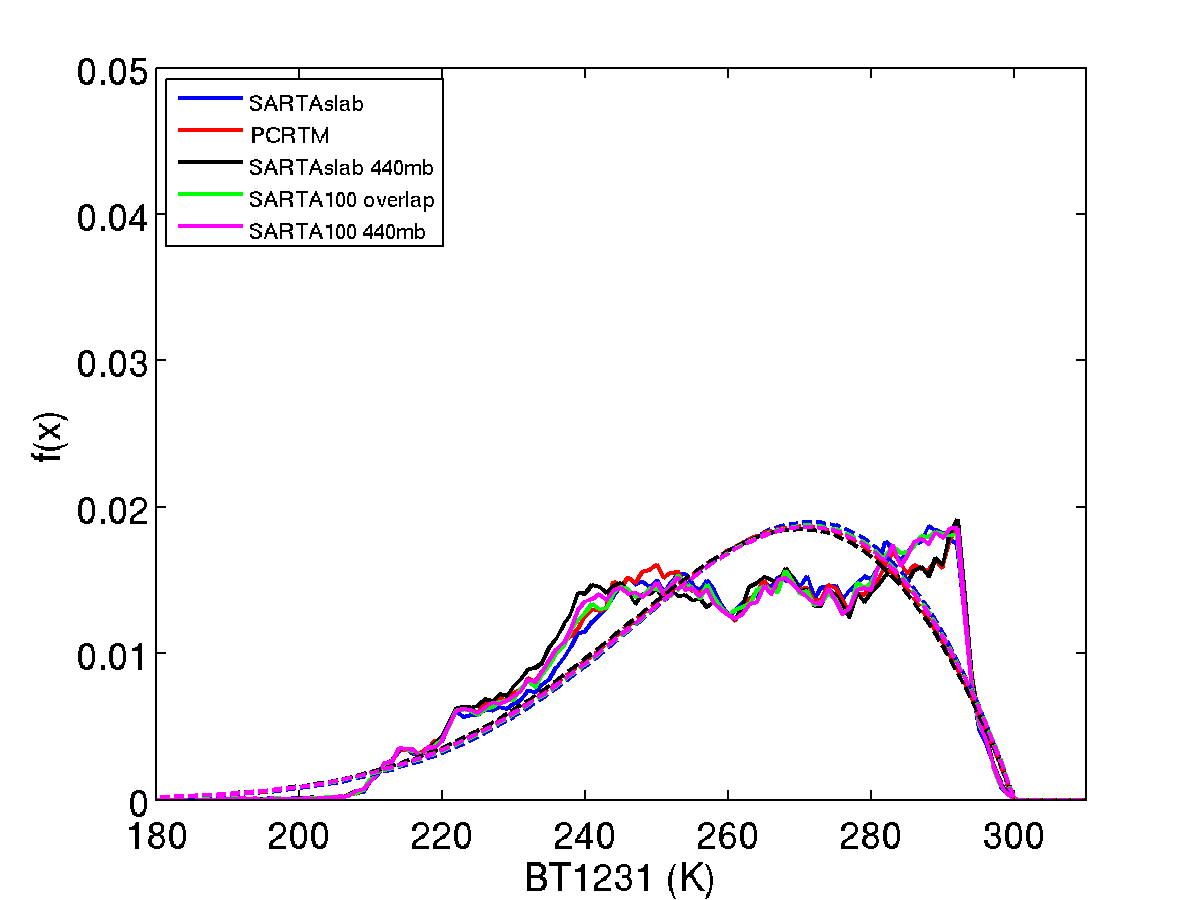 0.05
0.04
0.03
0.02
0.01
0
f(x)
SARTAslab
PCRTM
SARTAslab 440mb
SARTA100 overlap
SARTA100 440mb
180 200 220 240 260 280 300
BT1231 (K)